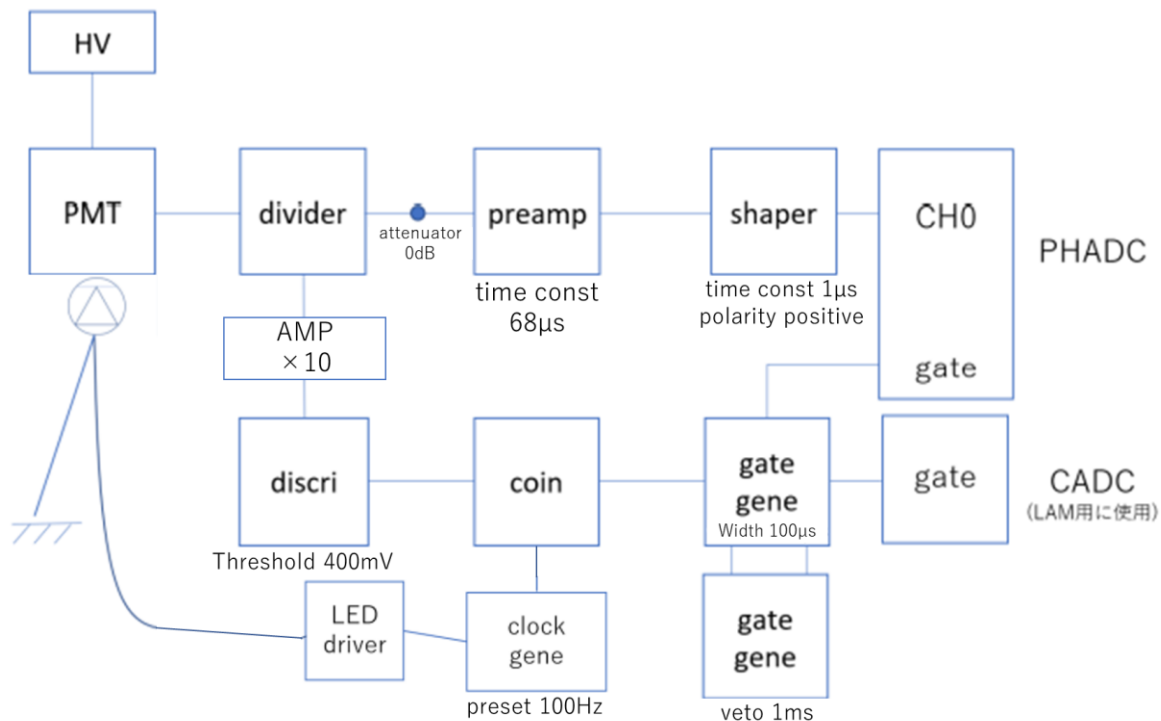 HV
PMT
divider
attenuator
0dB
preamp
time const
68μs
shaper
time const 1μs
polarity positive
CH0
gate
PHADC
AMP
×10
discri
Threshold 400mV
coin
gate
gene
Width 100μs
gate
CADC
(LAM用に使用)
LED
driver
clock
gene
preset 100Hz
gate
gene
veto 1ms